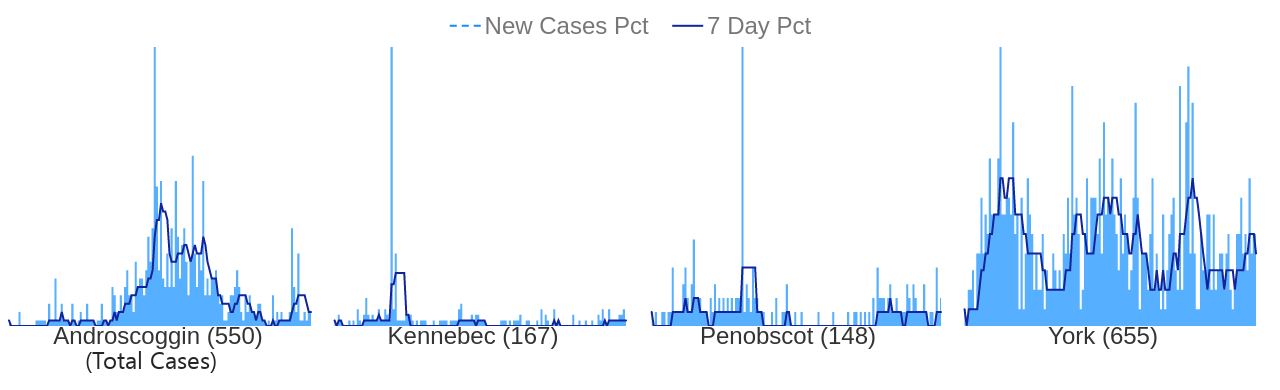 New Cases Pct 7 Day Pct
Androscoggin (550) Kennebec (167) Penobscot (148) York (655)
(Total Cases)